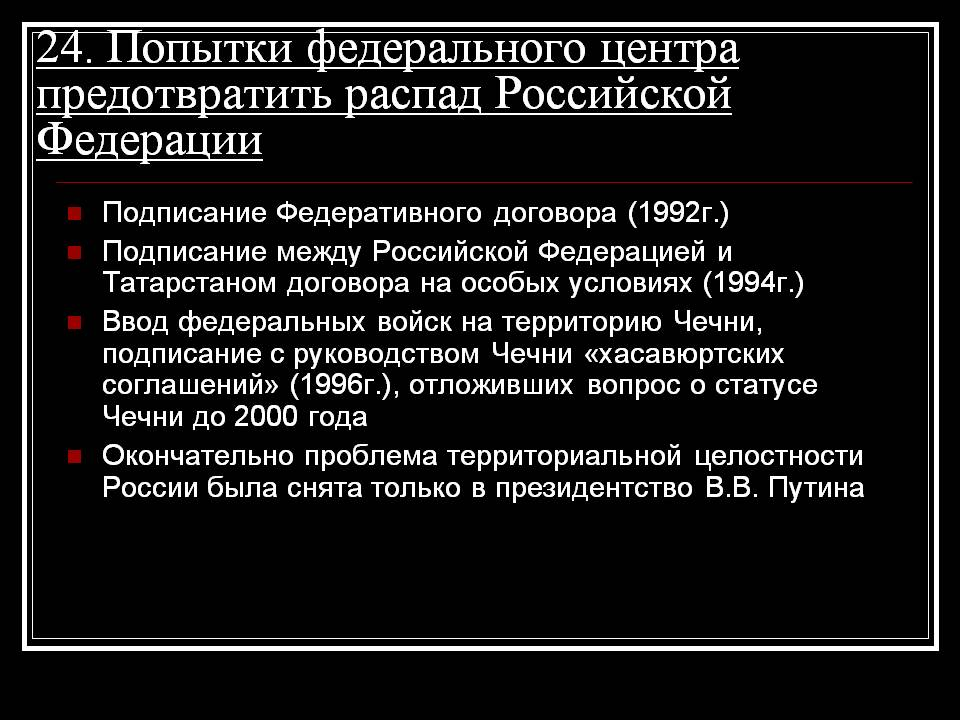 24. Попытки федерального центра
предотвратить распад Российской
Федерации
Подписание Федеративного договора (1992г.)
Подписание между Российской Федерацией и
Татарстаном договора на особых условиях (1994г.)
Ввод федеральных войск на территорию Чечни,
подписание с руководством Чечни «хасавюртских
соглашений» (1996г.), отложивших вопрос о статусе
Чечни до 2000 года
Окончательно проблема территориальной целостности
России была снята только в президентство В.В. Путина